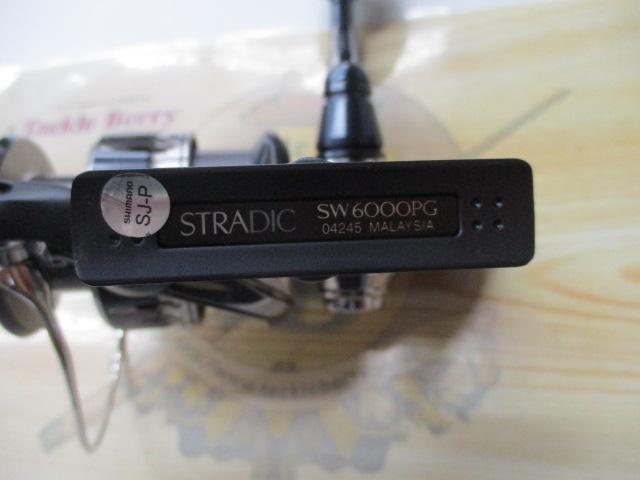 Tackle Berry
SHIMANO
SJ-P
STRADIC
SW6000PG
04245 MALAYSIA